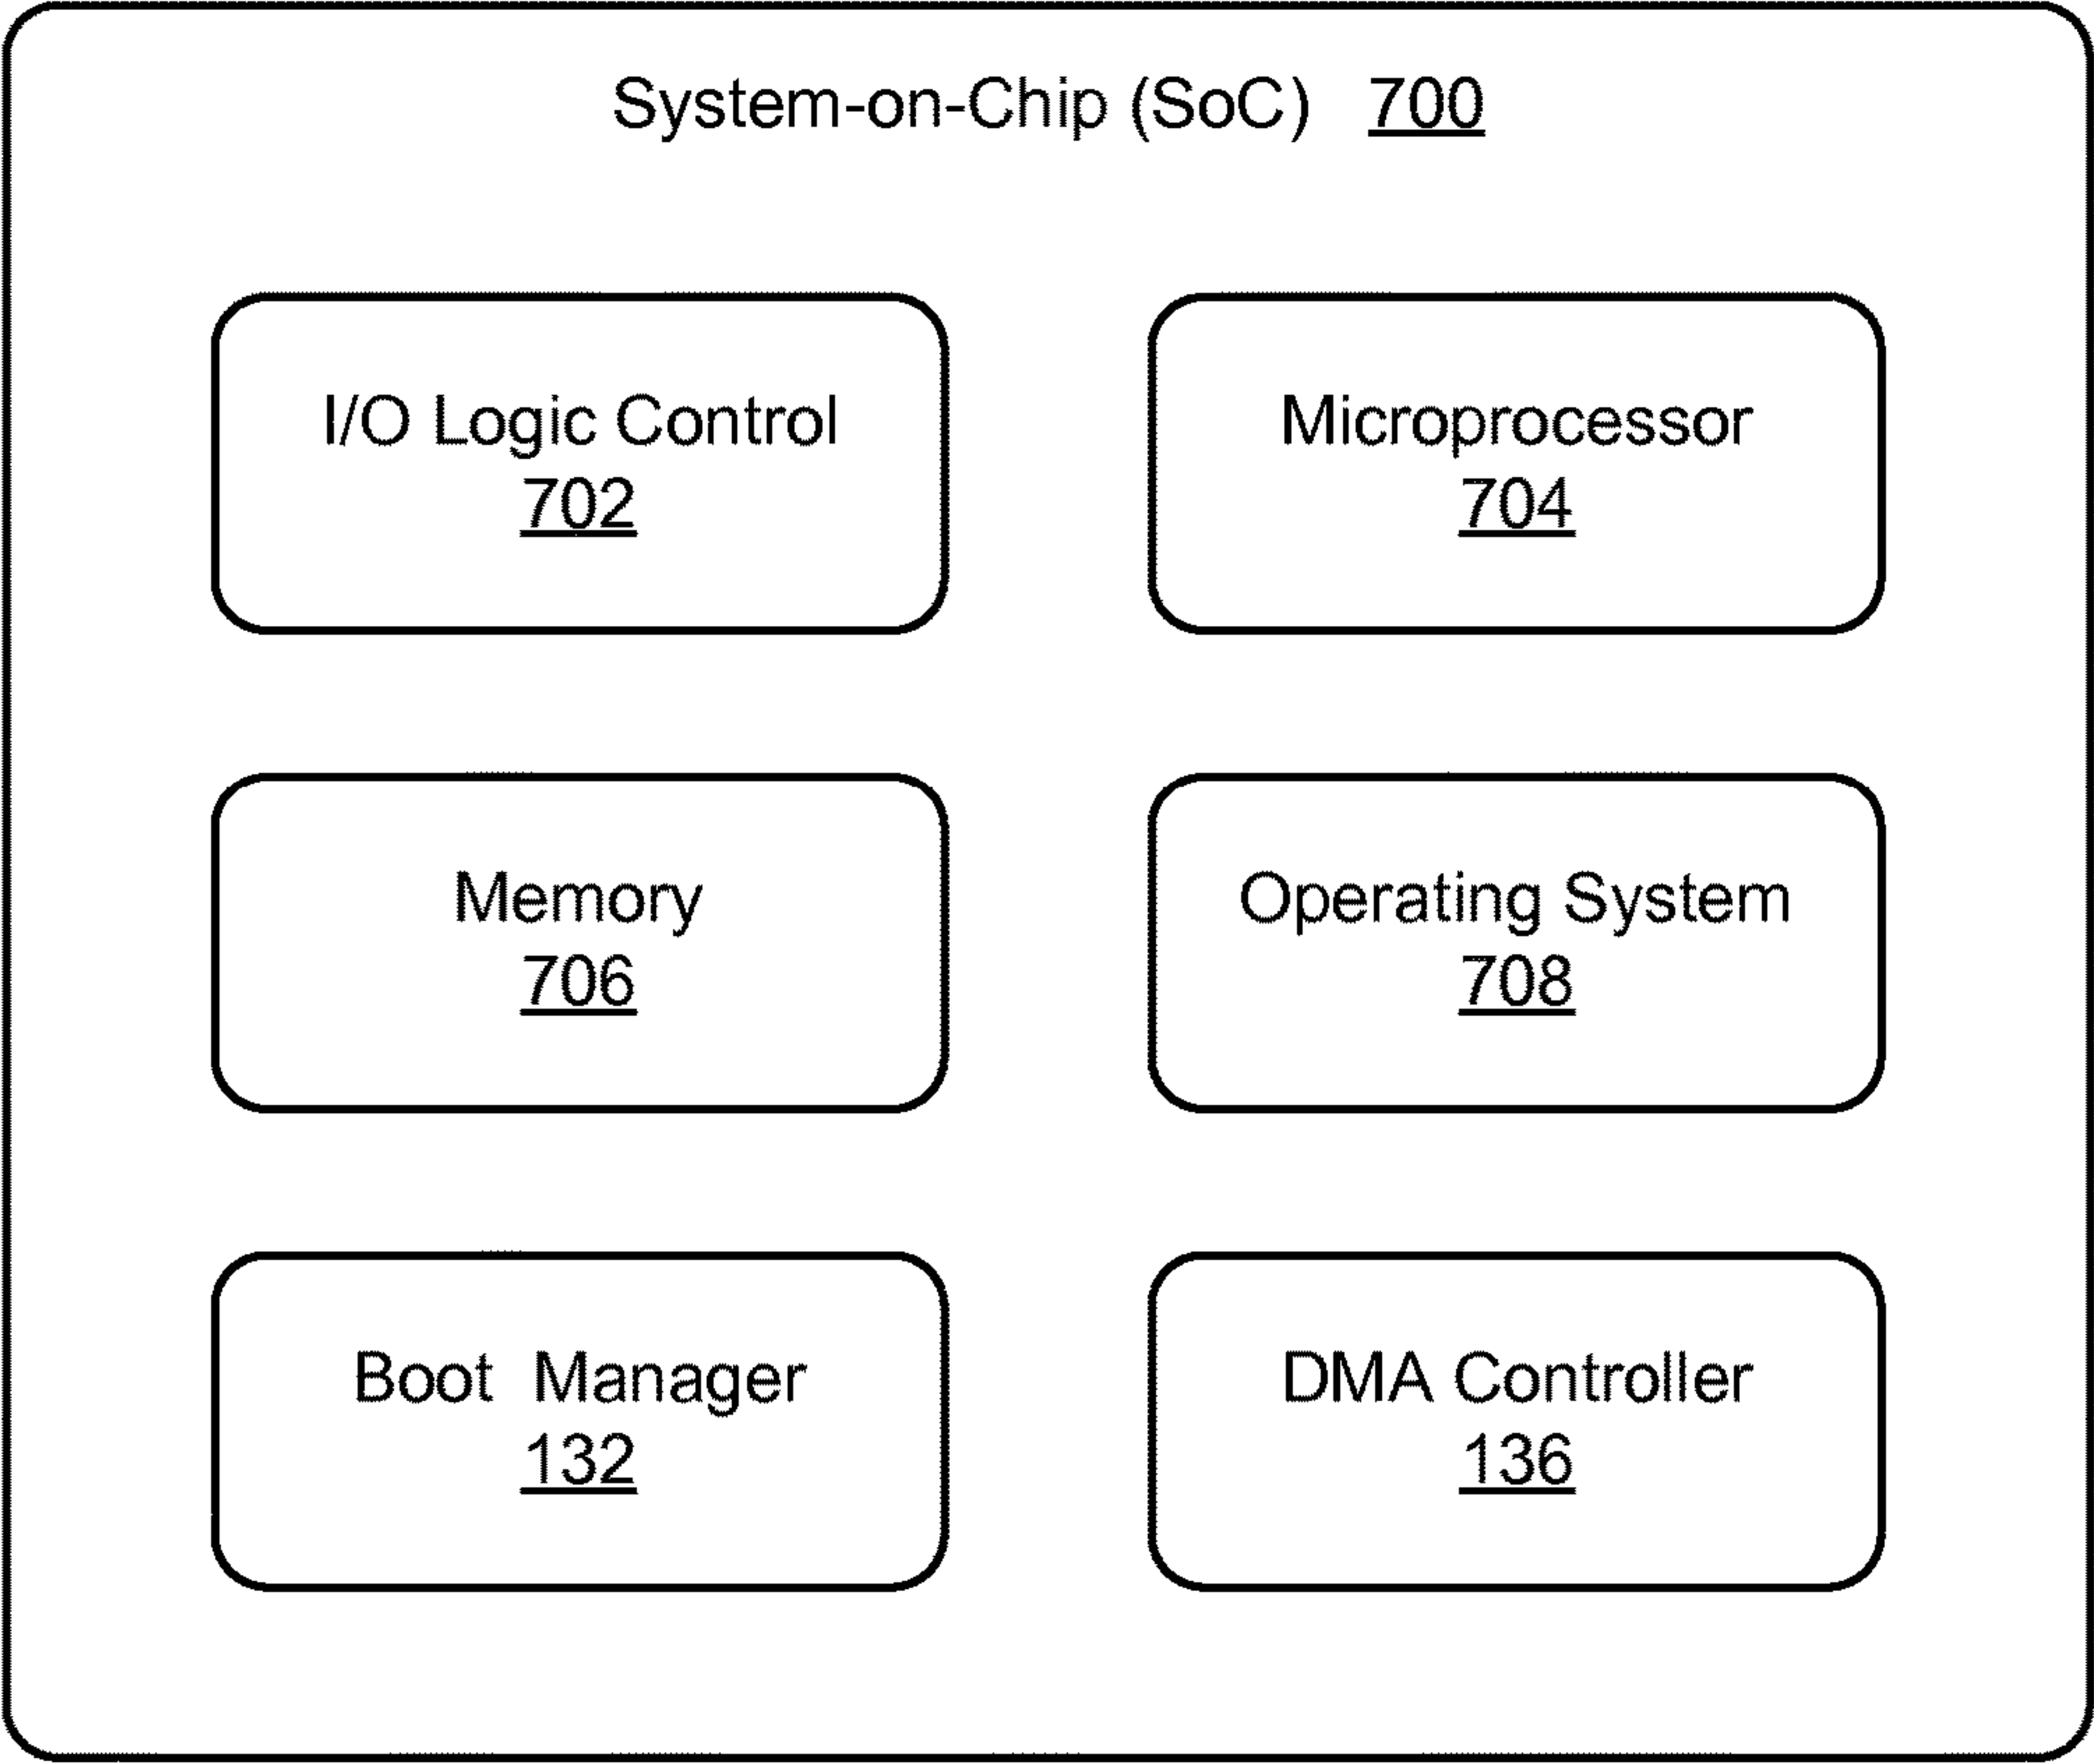 System-on-Chip (SoC) 700
I/O Logic Control
702
Microprocessor
704
Memory
706
Operating System
708
Boot Manager
132
DMA Controller
136